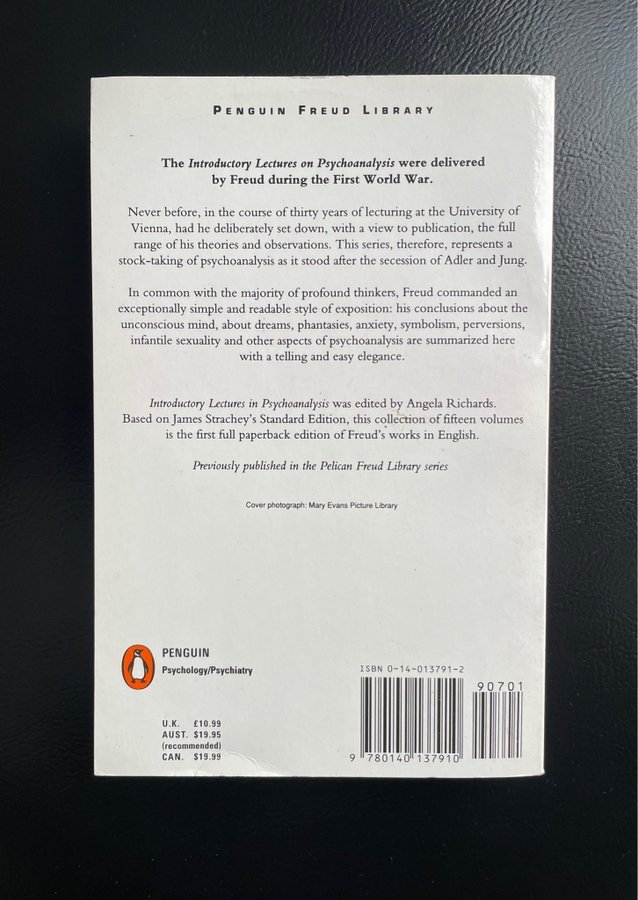 PENGUIN FREUD LIBRARY
The Introductory Lectures on Psychoanalysis were delivered
by Freud during the First World War.
Never before, in the course of thirty years of lecturing at the University of
Vienna, had he deliberately set down, with a view to publication, the full
range of his theories and observations. This series, therefore, represents a
stock-taking of psychoanalysis as it stood after the secession of Adler and Jung.
In common with the majority of profound thinkers, Freud commanded an
exceptionally simple and readable style of exposition: his conclusions about the
unconscious mind, about dreams, phantasies, anxiety, symbolism, perversions,
infantile sexuality and other aspects of psychoanalysis are summarized here
with a telling and easy elegance.
Introductory Lectures in Psychoanalysis was edited by Angela Richards.
Based on James Strachey's Standard Edition, this collection of fifteen volumes
is the first full paperback edition of Freud's works in English.
Previously published in the Pelican Freud Library series
Cover photograph: Mary Evans Picture Library
PENGUIN
Psychology/Psychiatry
U.K. £10.99
AUST. $19.95
(recommended)
CAN. $19.99
ISBN 0-14-013791-2
90701
9 780140 137910